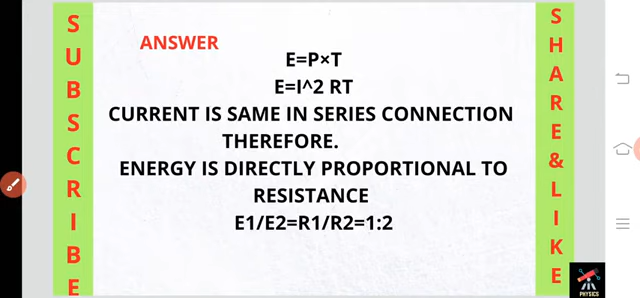 SUBSCRIBE
ANSWER
E=P×T
E=I^2 RT
CURRENT IS SAME IN SERIES CONNECTION
THEREFORE.
ENERGY IS DIRECTLY PROPORTIONAL TO
RESISTANCE
E1/E2=R1/R2=1:2
SHARE&LIKE
PHYSICS